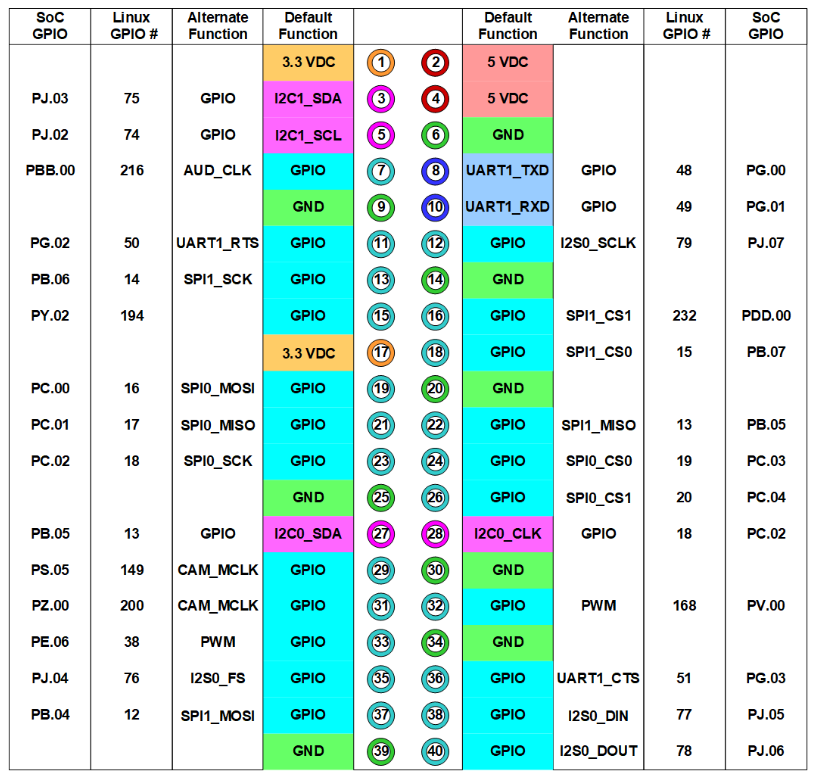 SoC GPIO Linux GPIO # Alternate Function Default Function Default Function Alternate Function Linux GPIO # SoC GPIO
3.3 VDC 1 2 5 VDC
PJ.03 75 GPIO I2C1_SDA 3 4 5 VDC
PJ.02 74 GPIO I2C1_SCL 5 6 GND
PBB.00 216 AUD_CLK GPIO 7 8 UART1_TXD GPIO 48 PG.00
GND 9 10 UART1_RXD GPIO 49 PG.01
PG.02 50 UART1_RTS GPIO 11 12 GPIO I2S0_SCLK 79 PJ.07
PB.06 14 SPI1_SCK GPIO 13 14 GND
PY.02 194 GPIO 15 16 GPIO SPI1_CS1 232 PDD.00
3.3 VDC 17 18 GPIO SPI1_CS0 15 PB.07
PC.00 16 SPI0_MOSI GPIO 19 20 GND
PC.01 17 SPI0_MISO GPIO 21 22 GPIO SPI1_MISO 13 PB.05
PC.02 18 SPI0_SCK GPIO 23 24 GPIO SPI0_CS0 19 PC.03
GND 25 26 GPIO SPI0_CS1 20 PC.04
PB.05 13 GPIO I2C0_SDA 27 28 I2C0_CLK GPIO 18 PC.02
PS.05 149 CAM_MCLK GPIO 29 30 GND
PZ.00 200 CAM_MCLK GPIO 31 32 GPIO PWM 168 PV.00
PE.06 38 PWM GPIO 33 34 GND
PJ.04 76 I2S0_FS GPIO 35 36 GPIO UART1_CTS 51 PG.03
PB.04 12 SPI1_MOSI GPIO 37 38 GPIO I2S0_DIN 77 PJ.05
GND 39 40 GPIO I2S0_DOUT 78 PJ.06